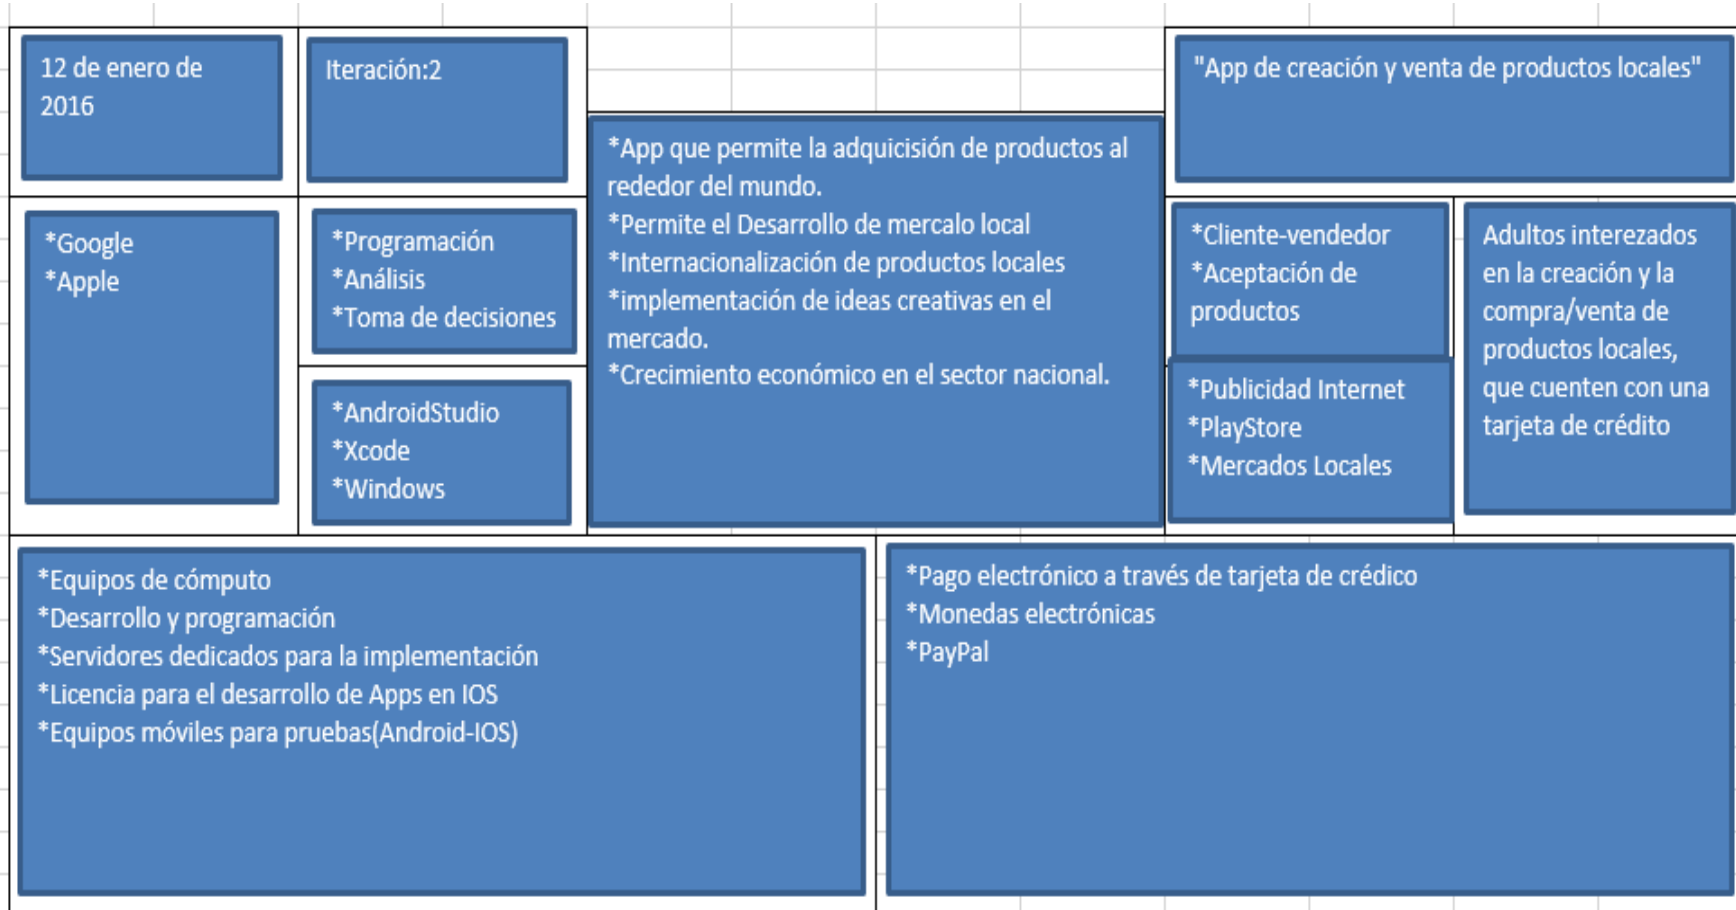 12 de enero de
2016
Iteración:2
"App de creación y venta de productos locales"
*Google
*Apple
*Programación
*Análisis
*Toma de decisiones
*AndroidStudio
*Xcode
*Windows
*App que permite la adquicisión de productos al
rededor del mundo.
*Permite el Desarrollo de mercalo local
*Internacionalización de productos locales
*implementación de ideas creativas en el
mercado.
*Crecimiento económico en el sector nacional.
*Cliente-vendedor
*Aceptación de
productos
*Publicidad Internet
*PlayStore
*Mercados Locales
Adultos interezados
en la creación y la
compra/venta de
productos locales,
que cuenten con una
tarjeta de crédito
*Equipos de cómputo
*Desarrollo y programación
*Servidores dedicados para la implementación
*Licencia para el desarrollo de Apps en IOS
*Equipos móviles para pruebas(Android-IOS)
*Pago electrónico a través de tarjeta de crédico
*Monedas electrónicas
*PayPal